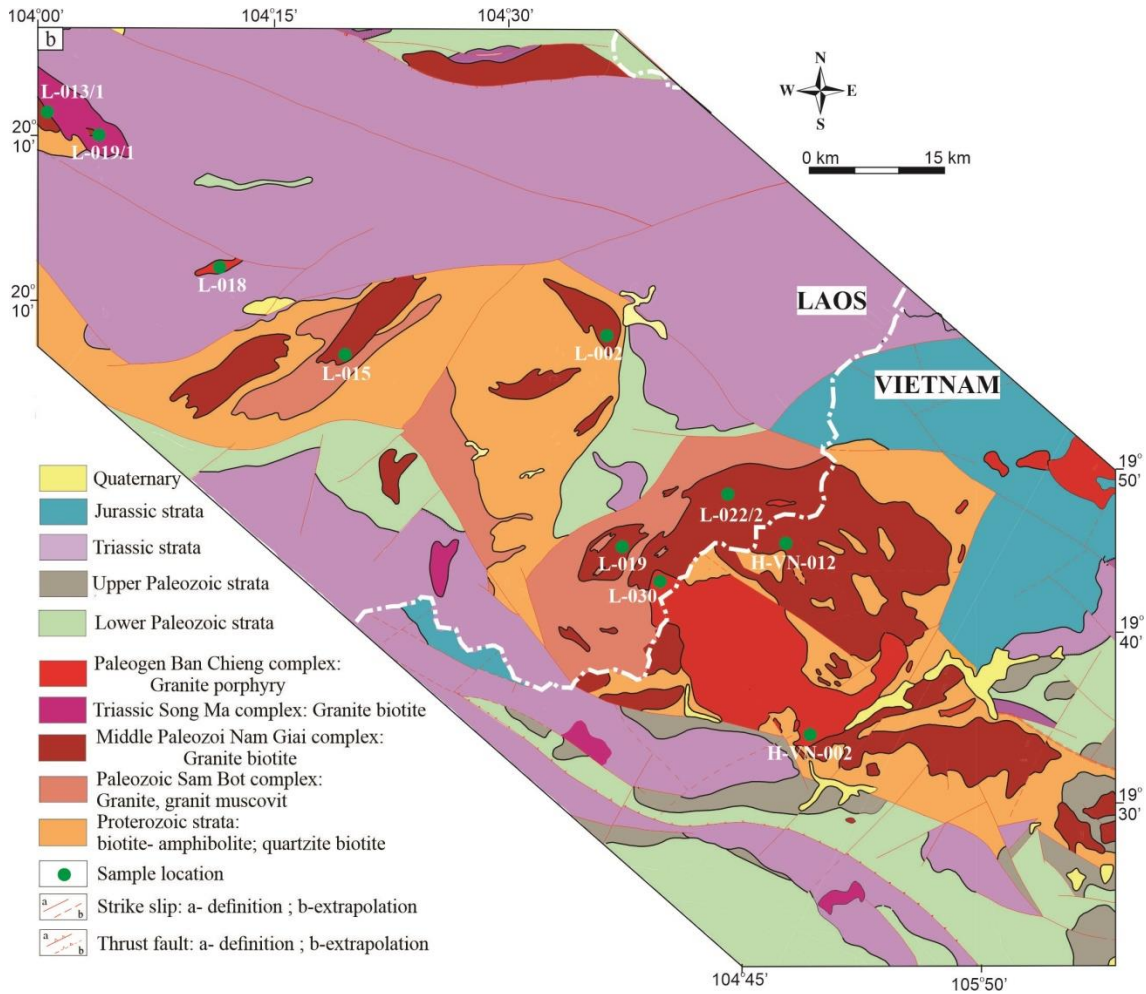 104°00' 104°15' 104°30'
b
N
W E
S
0 km 15 km
L-013/1
20°
10'
L-019/1
L-018
20°
10'
LAOS
L-002
L-015
VIETNAM
19°
50'
L-022/2
L-019
H-VN-012
L-030
19°
40'
H-VN-002
19°
30'
104°45' 105°50'
Quaternary
Jurassic strata
Triassic strata
Upper Paleozoic strata
Lower Paleozoic strata
Paleogen Ban Chieng complex:
Granite porphyry
Triassic Song Ma complex: Granite biotite
Middle Paleozoi Nam Giai complex:
Granite biotite
Paleozoic Sam Bot complex:
Granite, granit muscovit
Proterozoic strata:
biotite- amphibolite; quartzite biotite
Sample location
a b
Strike slip: a- definition ; b-extrapolation
a b
Thrust fault: a- definition ; b-extrapolation